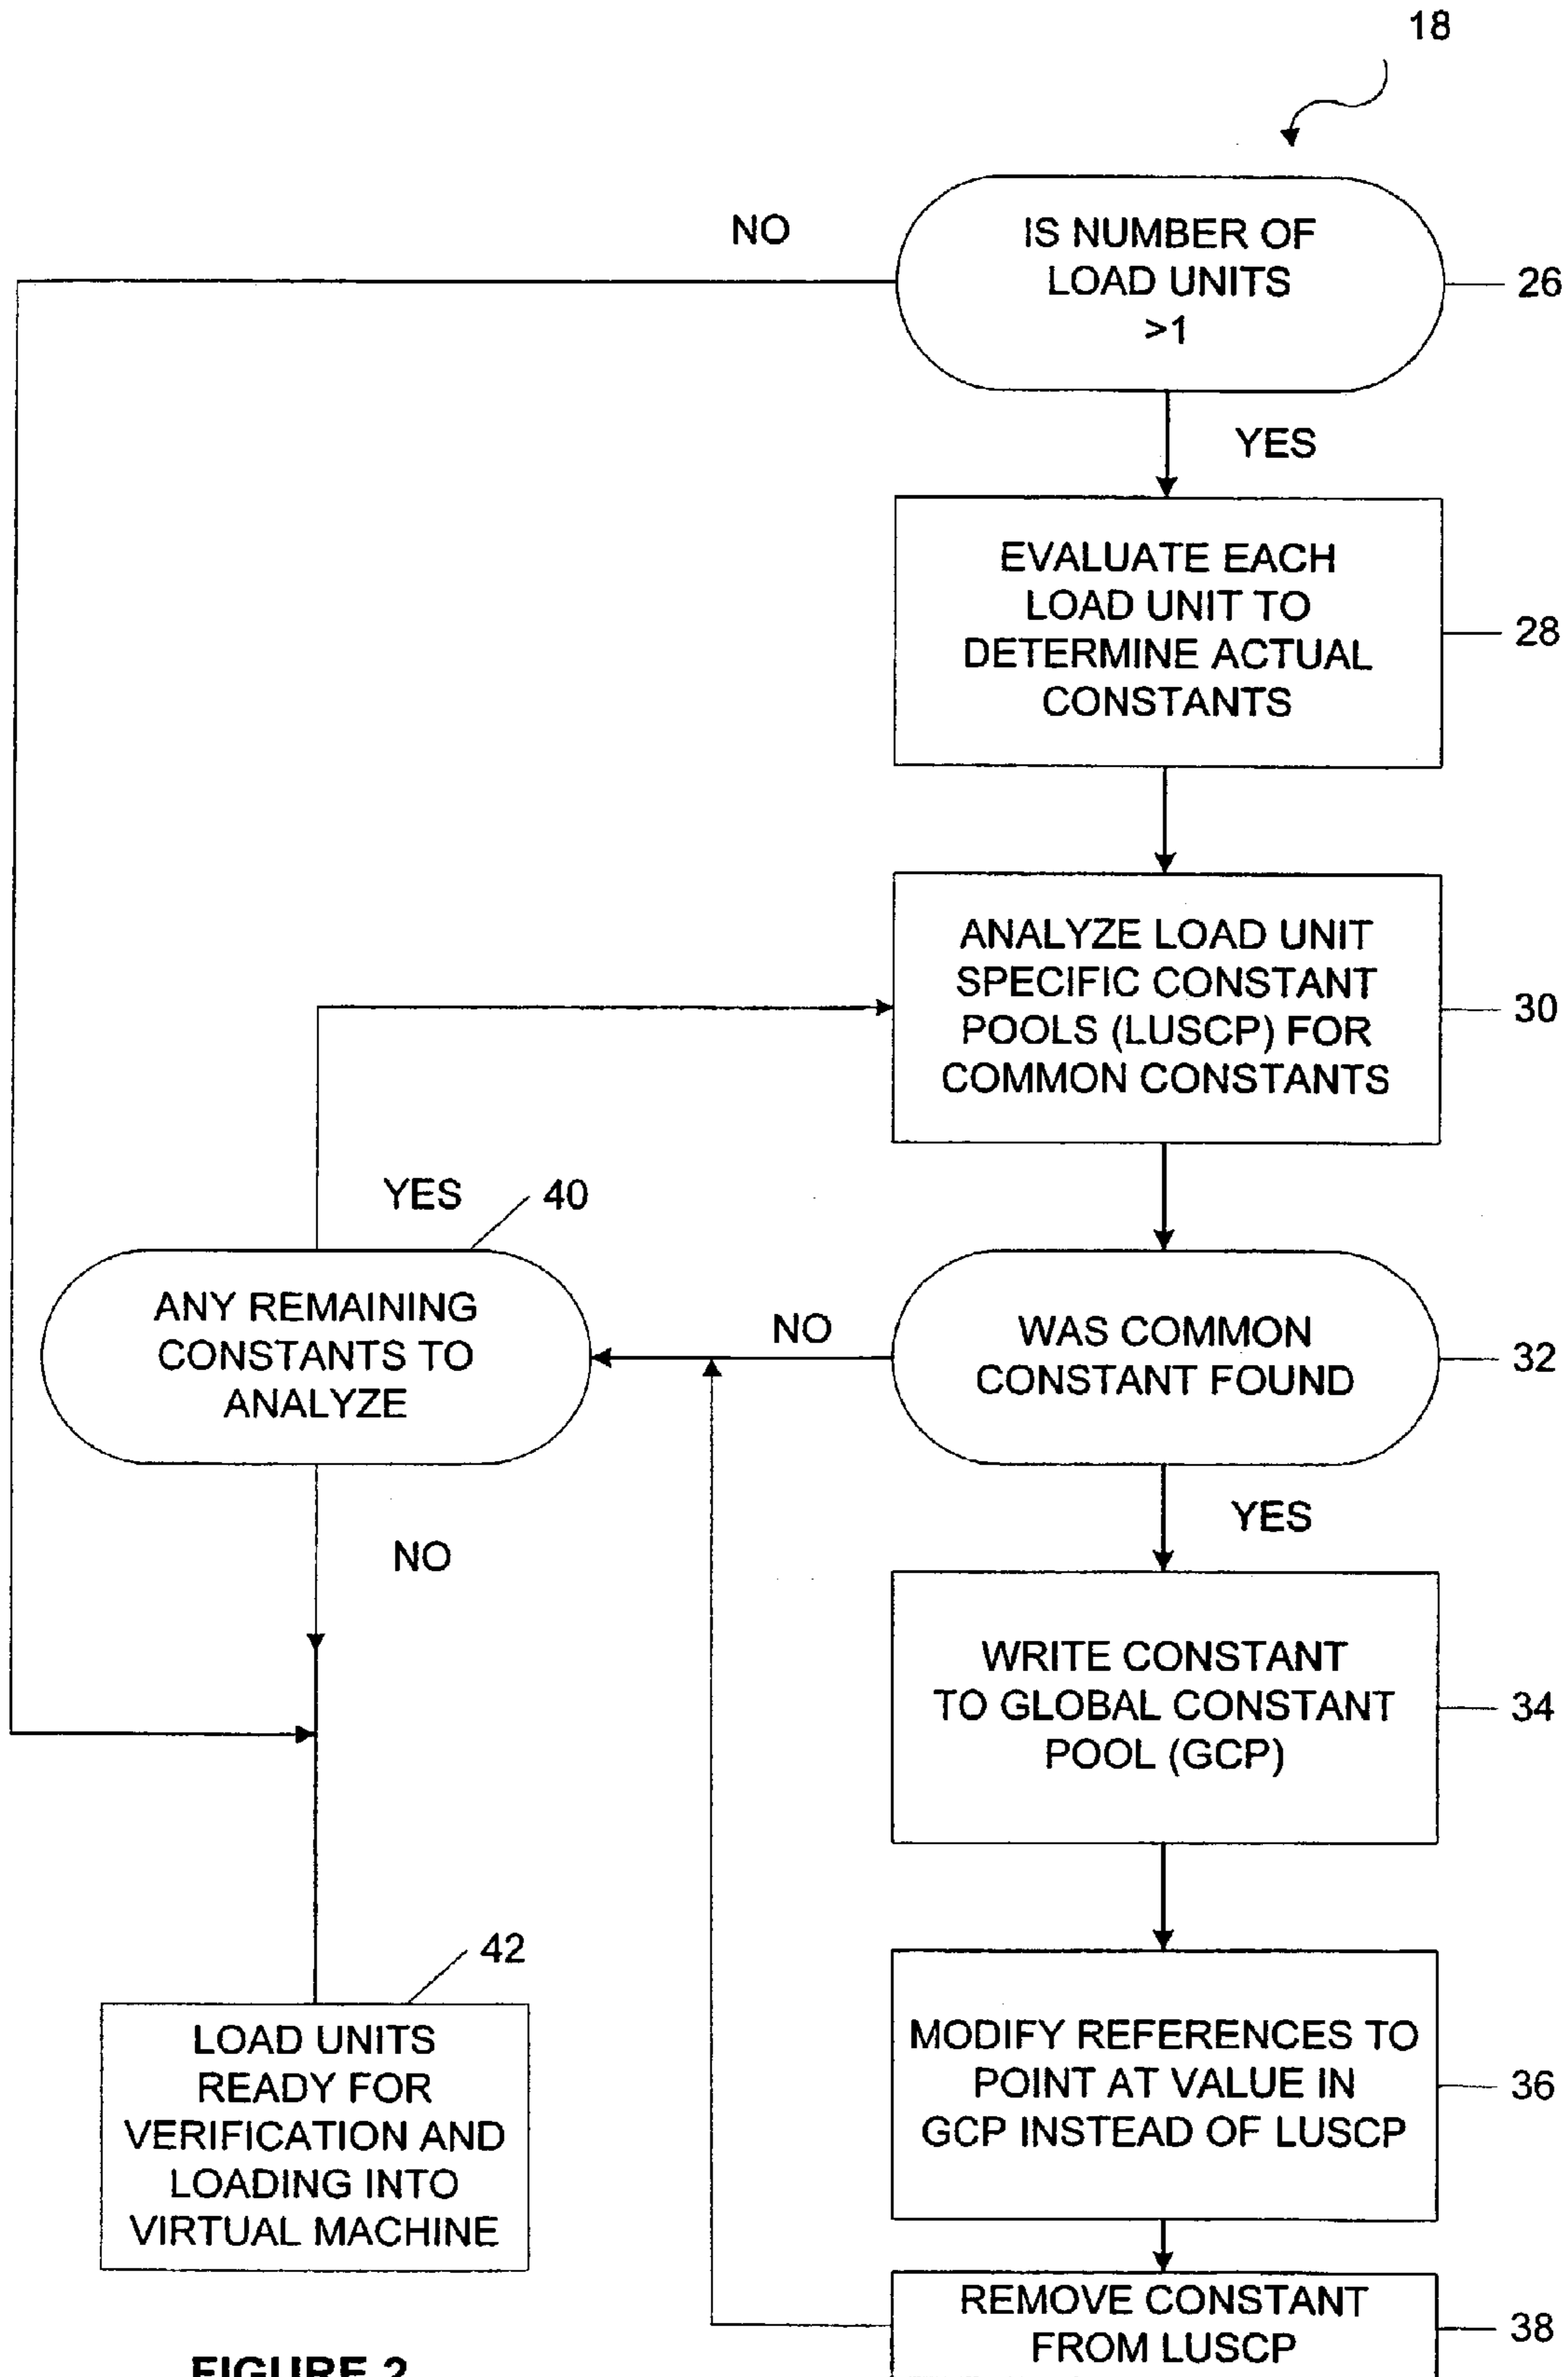 18
NO
IS NUMBER OF
LOAD UNITS
>1
26
YES
EVALUATE EACH
LOAD UNIT TO
DETERMINE ACTUAL
CONSTANTS
28
ANALYZE LOAD UNIT
SPECIFIC CONSTANT
POOLS (LUSCP) FOR
COMMON CONSTANTS
30
YES
40
ANY REMAINING
CONSTANTS TO
ANALYZE
NO
WAS COMMON
CONSTANT FOUND
32
NO
YES
WRITE CONSTANT
TO GLOBAL CONSTANT
POOL (GCP)
34
42
LOAD UNITS
READY FOR
VERIFICATION AND
LOADING INTO
VIRTUAL MACHINE
MODIFY REFERENCES TO
POINT AT VALUE IN
GCP INSTEAD OF LUSCP
36
REMOVE CONSTANT
FROM LUSCP
38
FIGURE 2